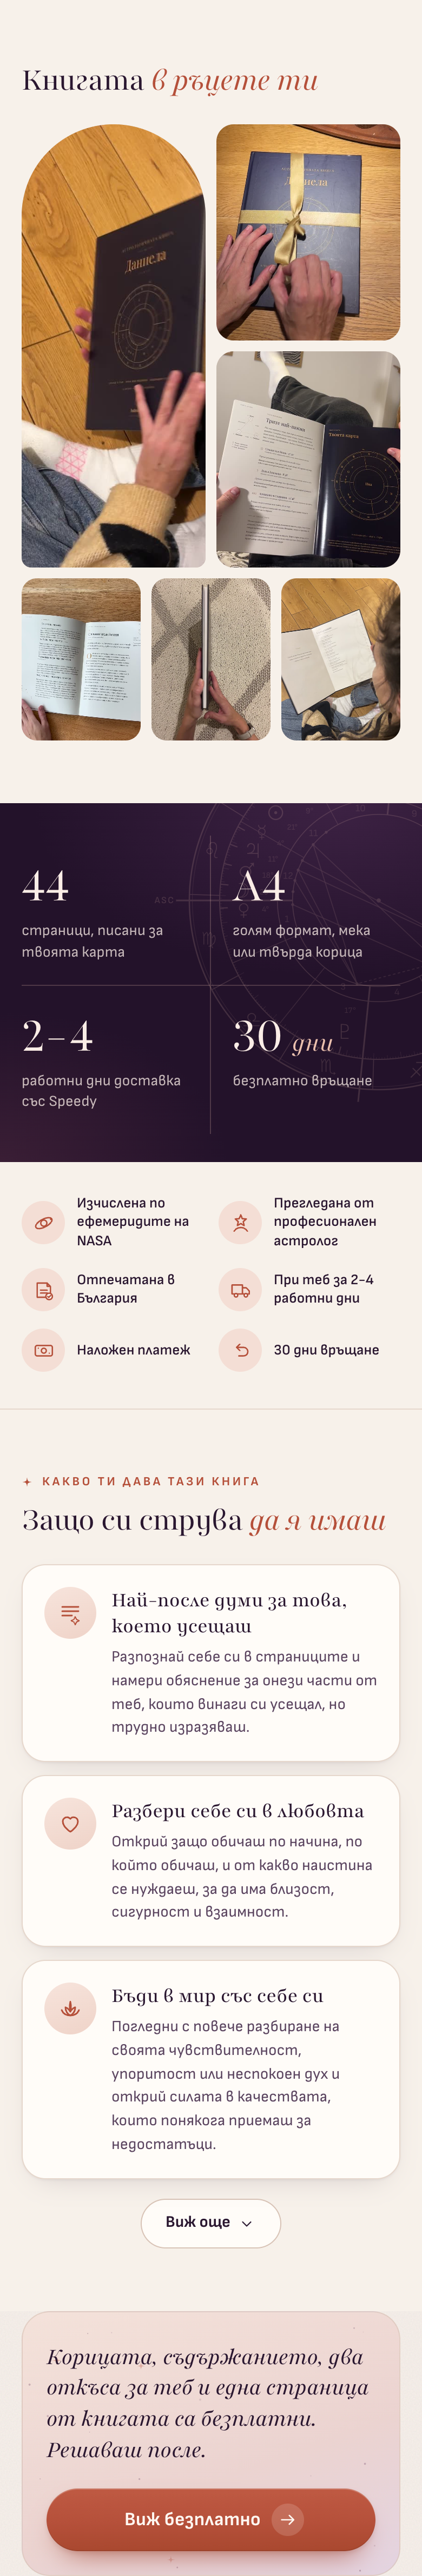 Книгата в ръцете ти
Даниела
Даниела
Твоята карта
44
страници, писани за
твоята карта
A4
голям формат, мека
или твърда корица
2–4
работни дни доставка
със Speedy
30 дни
безплатно връщане
ASC
Изчислена по
ефемеридите на
NASA
Прегледана от
професионален
астролог
Отпечатана в
България
При теб за 2-4
работни дни
Наложен платеж
30 дни връщане
КАКВО ТИ ДАВА ТАЗИ КНИГА
Защо си струва да я имаш
Най-после думи за това,
което усещаш
Разпознай себе си в страниците и
намери обяснение за онези части от
теб, които винаги си усещал, но
трудно изразяваш.
Разбери себе си в любовта
Открий защо обичаш по начина, по
който обичаш, и от какво наистина
се нуждаеш, за да има близост,
сигурност и взаимност.
Бъди в мир със себе си
Погледни с повече разбиране на
своята чувствителност,
упоритост или неспокоен дух и
открий силата в качествата,
които понякога приемаш за
недостатъци.
Виж още
Корицата, съдържанието, два
откъса за теб и една страница
от книгата са безплатни.
Решаваш после.
Виж безплатно